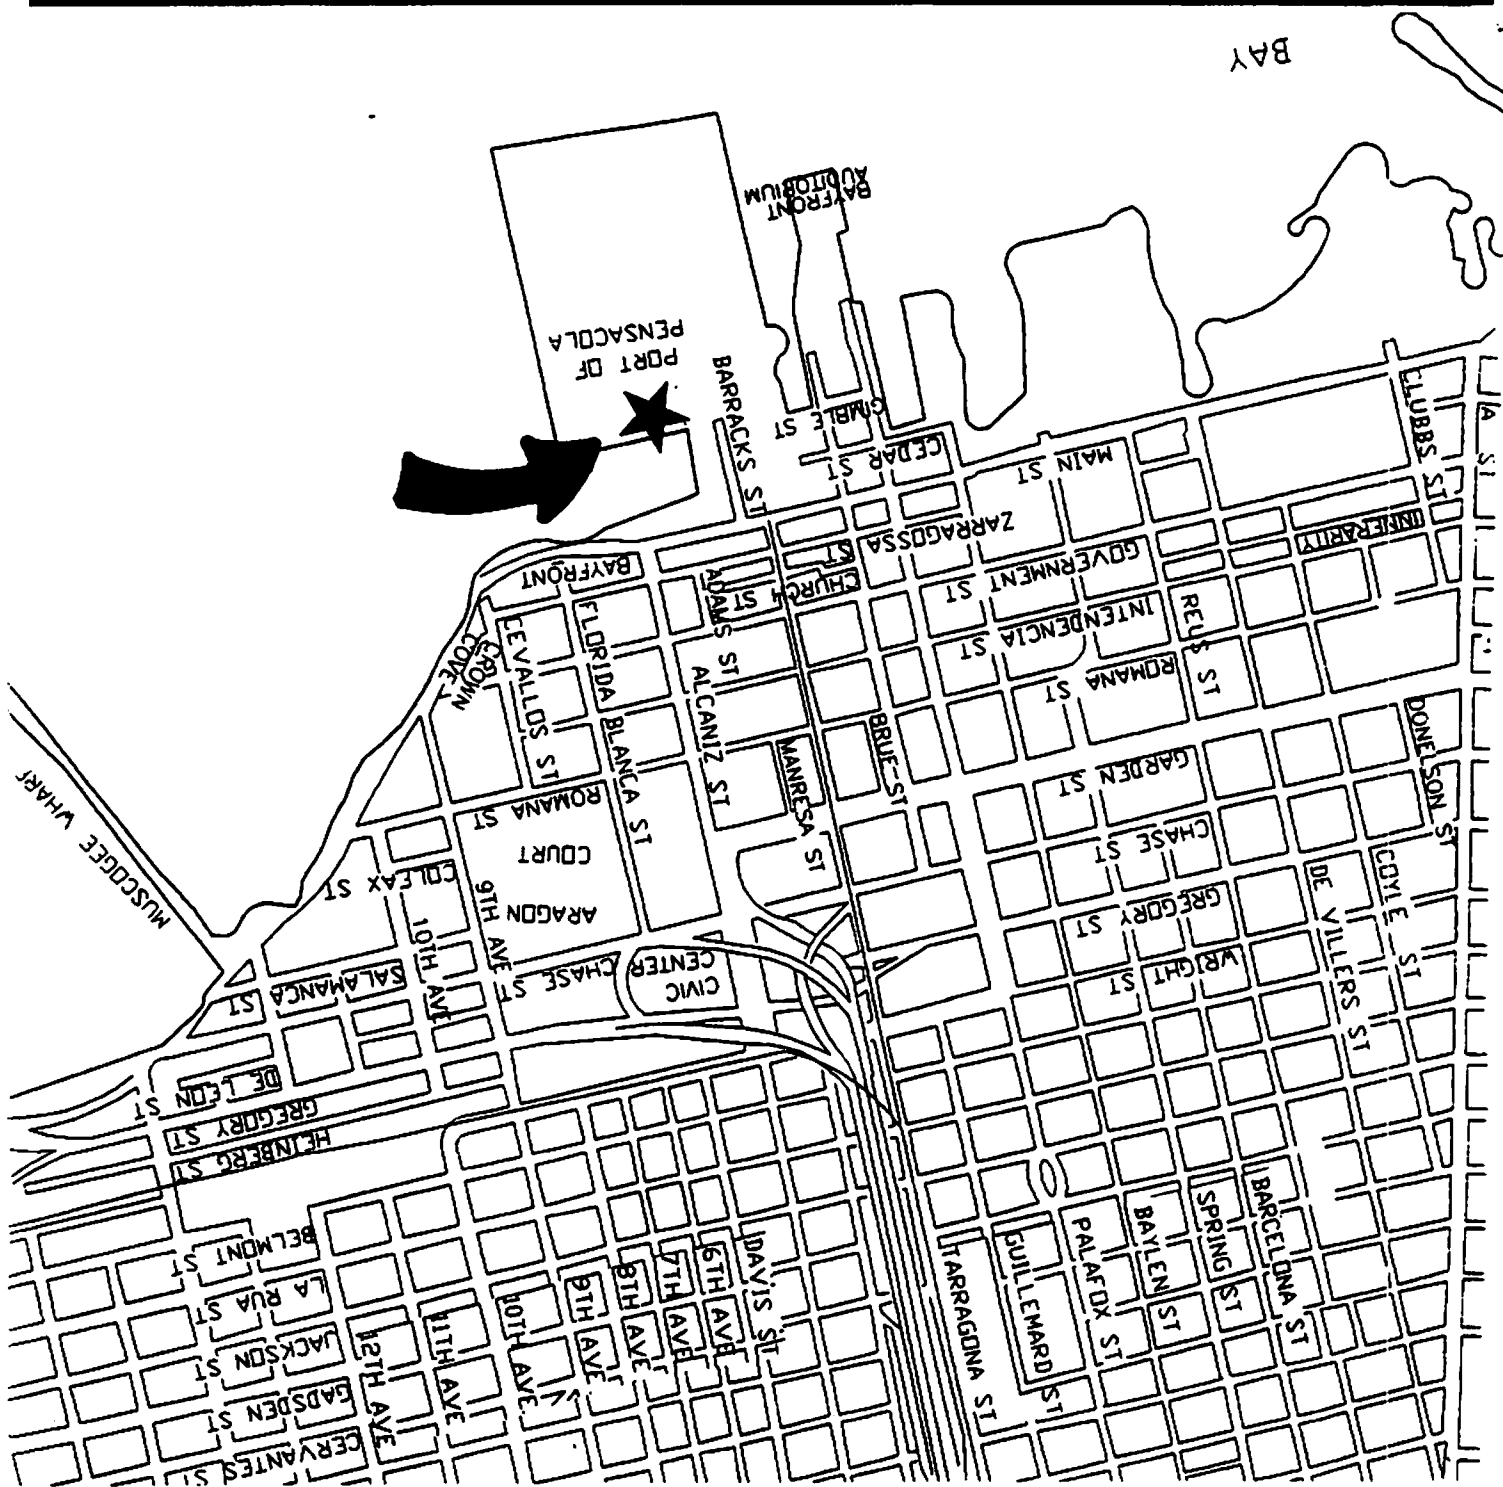 BAY
BAYFRONT
AUDITORIUM
PORT OF
PENSACOLA
BARRACKS ST
GIMBLE ST
CEDAR ST
MAIN ST
CLUBBS ST
A ST
ZARRAGOSSA ST
INNERARITY
GOVERNMENT ST
CHURCH ST
BAYFRONT
ADAMS ST
INTENDENCIA ST
REUS ST
ROMANA ST
CROWN
COVE
CEVALLOS ST
FLORIDA BLANCA ST
ALCANIZ ST
MANRESA ST
BRUE ST
DONELSON ST
GARDEN ST
ROMANA ST
MUSCOGEE WHARF
COURT
ARAGON
CHASE ST
COLFAX ST
9TH AVE
10TH AVE
GREGORY ST
DE VILLERS ST
COYLE ST
CIVIC
CENTER
CHASE ST
WRIGHT ST
SALAMANCA ST
DE LEON ST
GREGORY ST
HEINBERG ST
BELMONT ST
LA RUA ST
JACKSON ST
GADSDEN ST
CERVANTES ST
12TH AVE
11TH AVE
10TH AVE
9TH AVE
8TH AVE
7TH AVE
6TH AVE
DAVIS ST
TARRAGONA ST
GUILLEMARD ST
PALAFOX ST
BAYLEN ST
SPRING ST
BARCELONA ST